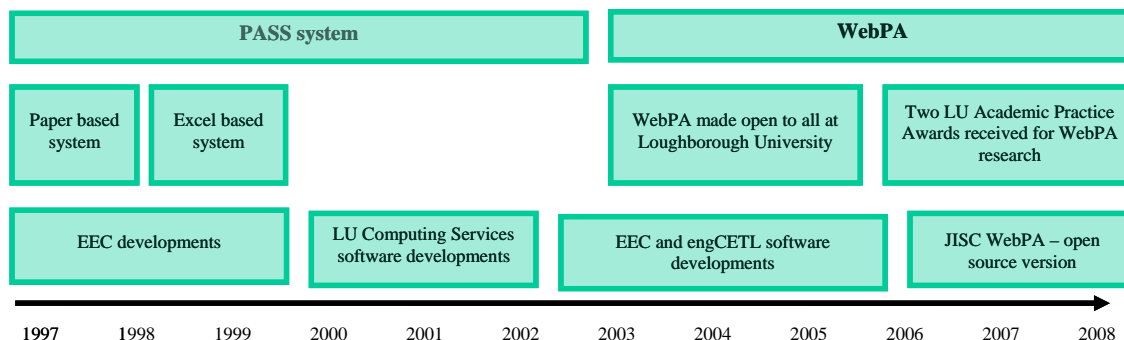 PASS system
WebPA
Paper based
system
Excel based
system
WebPA made open to all at
Loughborough University
Two LU Academic Practice
Awards received for WebPA
research
EEC developments
LU Computing Services
software developments
EEC and engCETL software
developments
JISC WebPA – open
source version
1997 1998 1999 2000 2001 2002 2003 2004 2005 2006 2007 2008